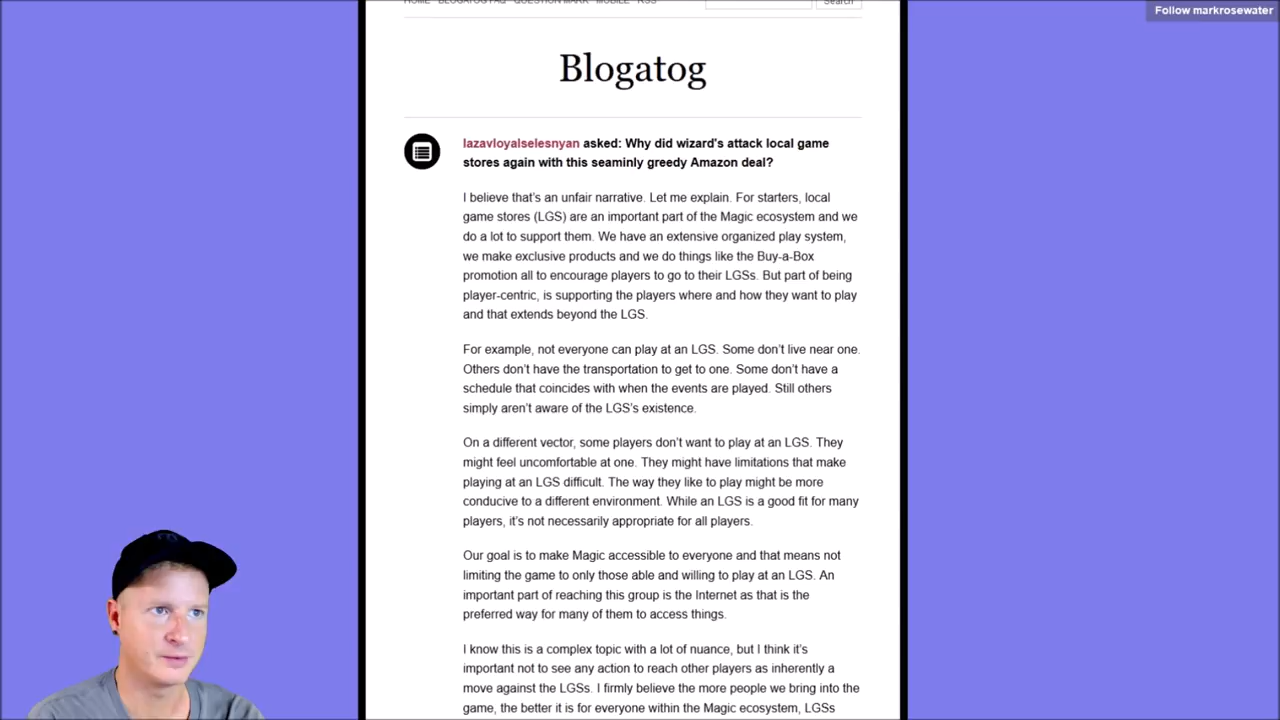 Follow markrosewater
HOME BLOGATOG FAQ QUESTION MARK MOBILE RSS
Search
Blogatog
lazavloyalselesnyan asked: Why did wizard's attack local game
stores again with this seaminly greedy Amazon deal?
I believe that's an unfair narrative. Let me explain. For starters, local
game stores (LGS) are an important part of the Magic ecosystem and we
do a lot to support them. We have an extensive organized play system,
we make exclusive products and we do things like the Buy-a-Box
promotion all to encourage players to go to their LGSs. But part of being
player-centric, is supporting the players where and how they want to play
and that extends beyond the LGS.
For example, not everyone can play at an LGS. Some don't live near one.
Others don't have the transportation to get to one. Some don't have a
schedule that coincides with when the events are played. Still others
simply aren't aware of the LGS's existence.
On a different vector, some players don't want to play at an LGS. They
might feel uncomfortable at one. They might have limitations that make
playing at an LGS difficult. The way they like to play might be more
conducive to a different environment. While an LGS is a good fit for many
players, it's not necessarily appropriate for all players.
Our goal is to make Magic accessible to everyone and that means not
limiting the game to only those able and willing to play at an LGS. An
important part of reaching this group is the Internet as that is the
preferred way for many of them to access things.
I know this is a complex topic with a lot of nuance, but I think it's
important not to see any action to reach other players as inherently a
move against the LGSs. I firmly believe the more people we bring into the
game, the better it is for everyone within the Magic ecosystem, LGSs